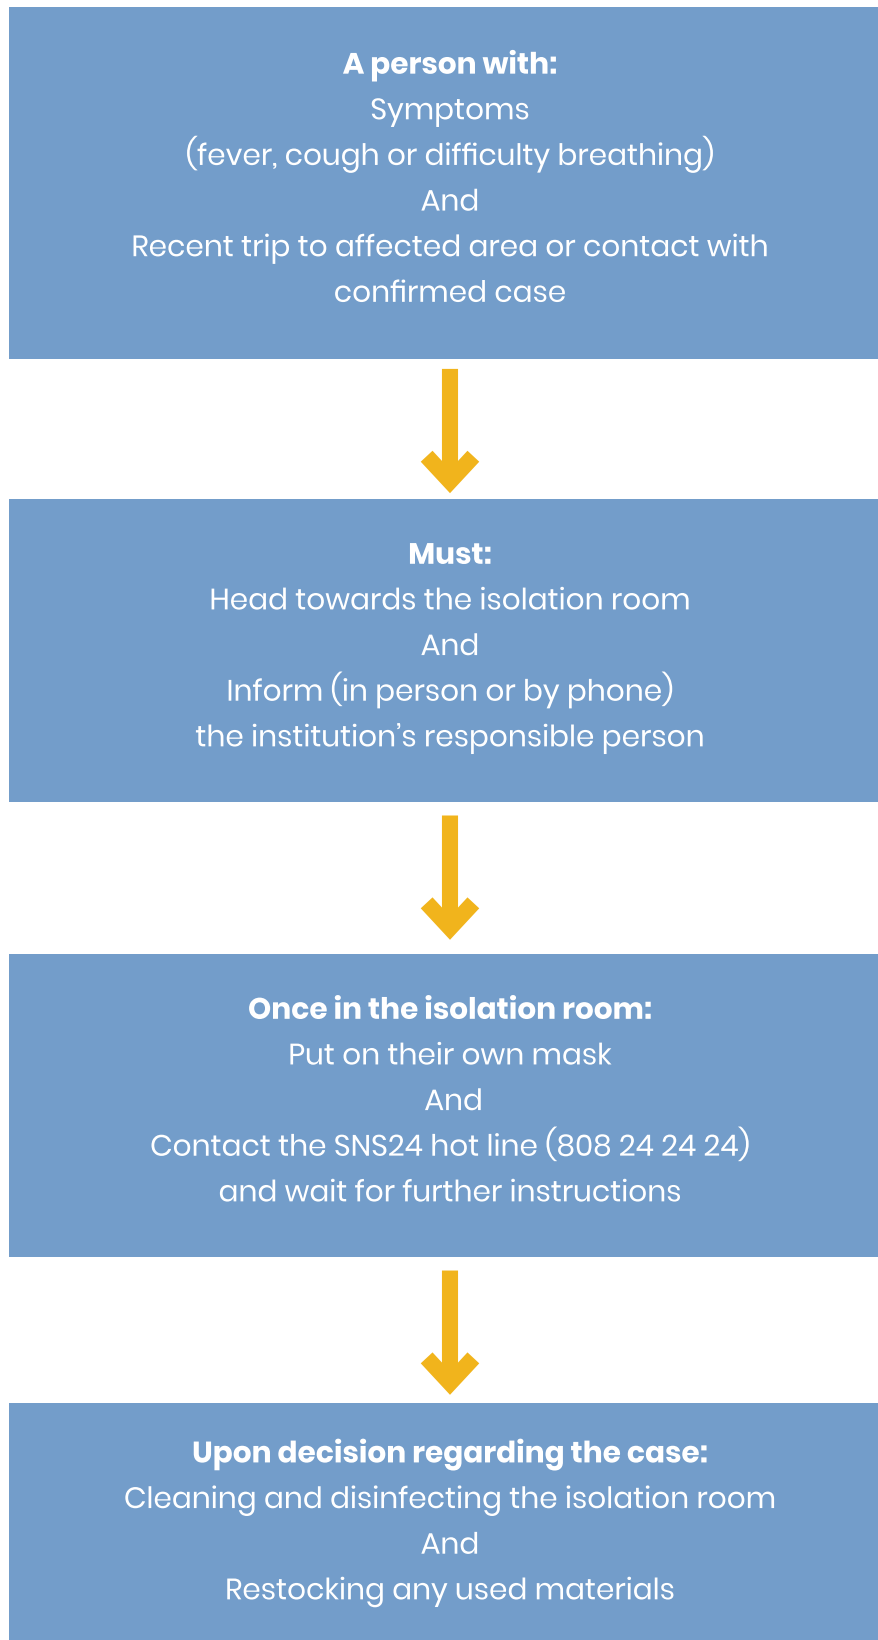 A person with:
Symptoms
(fever, cough or difficulty breathing)
And
Recent trip to affected area or contact with
confirmed case
Must:
Head towards the isolation room
And
Inform (in person or by phone)
the institution’s responsible person
Once in the isolation room:
Put on their own mask
And
Contact the SNS24 hot line (808 24 24 24)
and wait for further instructions
Upon decision regarding the case:
Cleaning and disinfecting the isolation room
And
Restocking any used materials